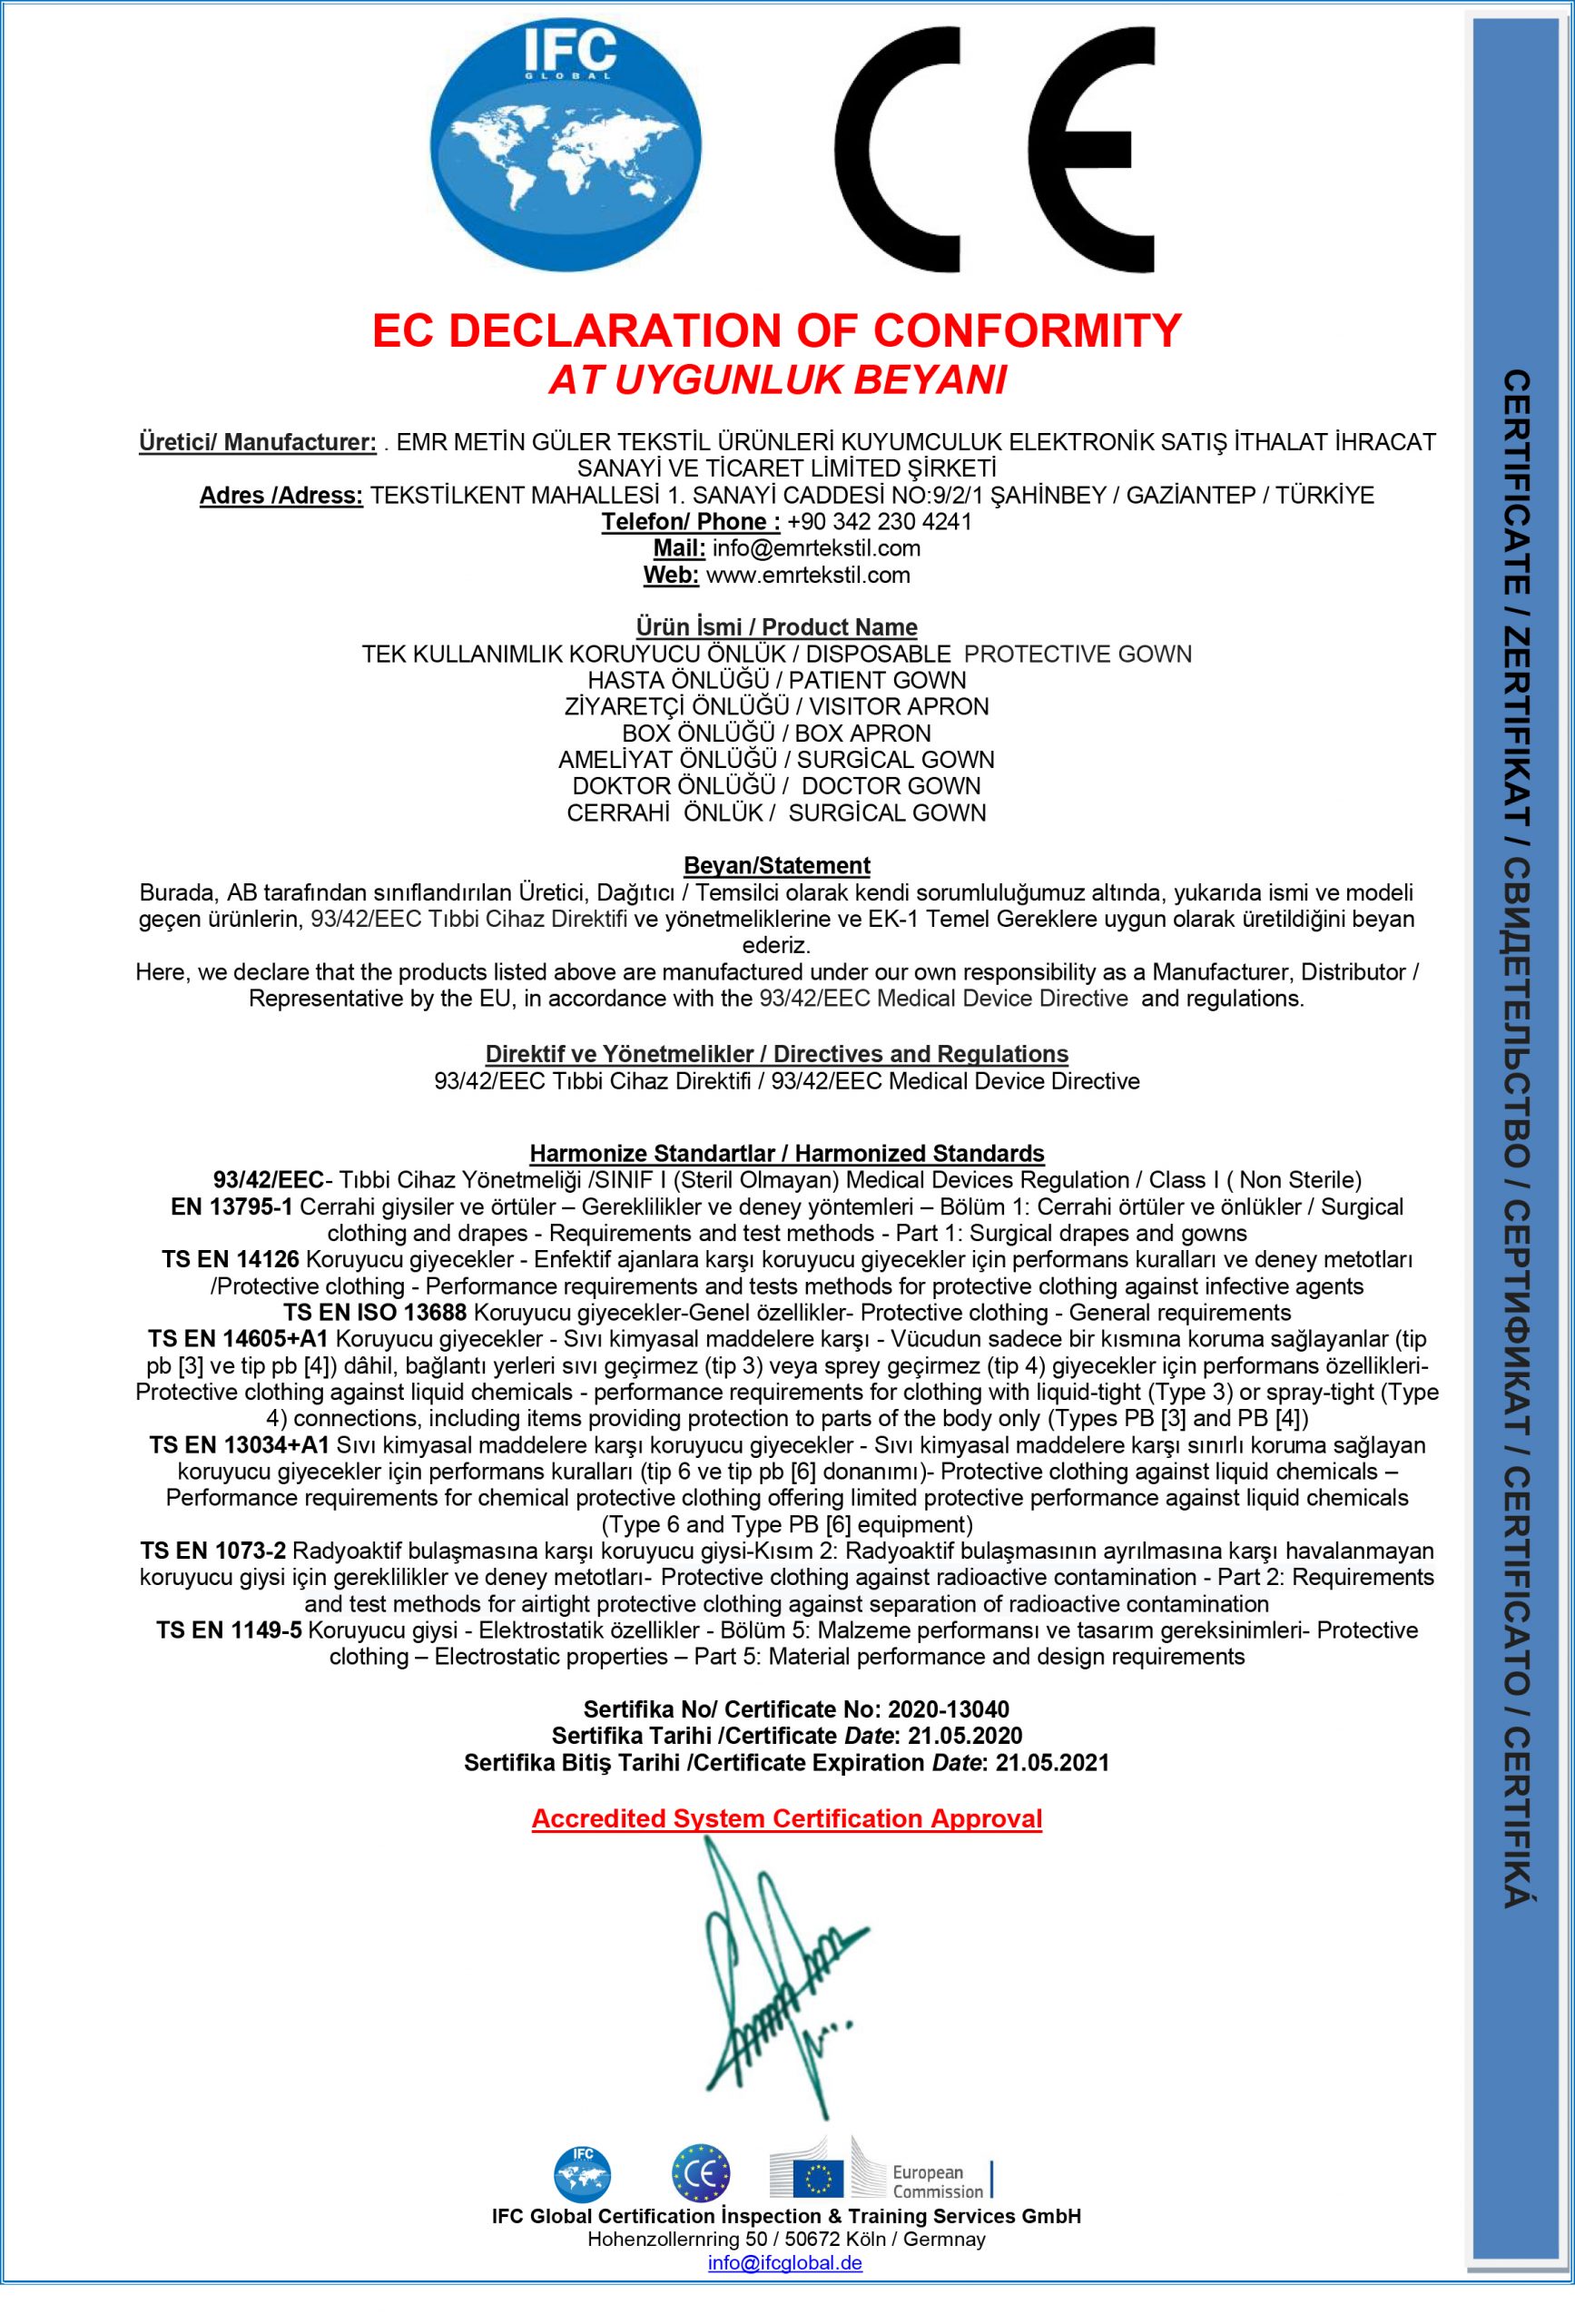 IFC
GLOBAL
CE
EC DECLARATION OF CONFORMITY
AT UYGUNLUK BEYANI
Üretici/ Manufacturer: . EMR METİN GÜLER TEKSTİL ÜRÜNLERİ KUYUMCULUK ELEKTRONİK SATIŞ İTHALAT İHRACAT
SANAYİ VE TİCARET LİMİTED ŞİRKETİ
Adres /Adress: TEKSTİLKENT MAHALLESİ 1. SANAYİ CADDESİ NO:9/2/1 ŞAHİNBEY / GAZİANTEP / TÜRKİYE
Telefon/ Phone : +90 342 230 4241
Mail: info@emrtekstil.com
Web: www.emrtekstil.com
Ürün İsmi / Product Name
TEK KULLANIMLIK KORUYUCU ÖNLÜK / DISPOSABLE PROTECTIVE GOWN
HASTA ÖNLÜĞÜ / PATIENT GOWN
ZİYARETÇİ ÖNLÜĞÜ / VISITOR APRON
BOX ÖNLÜĞÜ / BOX APRON
AMELİYAT ÖNLÜĞÜ / SURGİCAL GOWN
DOKTOR ÖNLÜĞÜ / DOCTOR GOWN
CERRAHİ ÖNLÜK / SURGİCAL GOWN
Beyan/Statement
Burada, AB tarafından sınıflandırılan Üretici, Dağıtıcı / Temsilci olarak kendi sorumluluğumuz altında, yukarıda ismi ve modeli
geçen ürünlerin, 93/42/EEC Tıbbi Cihaz Direktifi ve yönetmeliklerine ve EK-1 Temel Gereklere uygun olarak üretildiğini beyan
ederiz.
Here, we declare that the products listed above are manufactured under our own responsibility as a Manufacturer, Distributor /
Representative by the EU, in accordance with the 93/42/EEC Medical Device Directive and regulations.
Direktif ve Yönetmelikler / Directives and Regulations
93/42/EEC Tıbbi Cihaz Direktifi / 93/42/EEC Medical Device Directive
Harmonize Standartlar / Harmonized Standards
93/42/EEC- Tıbbi Cihaz Yönetmeliği /SINIF I (Steril Olmayan) Medical Devices Regulation / Class I ( Non Sterile)
EN 13795-1 Cerrahi giysiler ve örtüler – Gereklilikler ve deney yöntemleri – Bölüm 1: Cerrahi örtüler ve önlükler / Surgical
clothing and drapes - Requirements and test methods - Part 1: Surgical drapes and gowns
TS EN 14126 Koruyucu giyecekler - Enfektif ajanlara karşı koruyucu giyecekler için performans kuralları ve deney metotları
/Protective clothing - Performance requirements and tests methods for protective clothing against infective agents
TS EN ISO 13688 Koruyucu giyecekler-Genel özellikler- Protective clothing - General requirements
TS EN 14605+A1 Koruyucu giyecekler - Sıvı kimyasal maddelere karşı - Vücudun sadece bir kısmına koruma sağlayanlar (tip
pb [3] ve tip pb [4]) dâhil, bağlantı yerleri sıvı geçirmez (tip 3) veya sprey geçirmez (tip 4) giyecekler için performans özellikleri-
Protective clothing against liquid chemicals - performance requirements for clothing with liquid-tight (Type 3) or spray-tight (Type
4) connections, including items providing protection to parts of the body only (Types PB [3] and PB [4])
TS EN 13034+A1 Sıvı kimyasal maddelere karşı koruyucu giyecekler - Sıvı kimyasal maddelere karşı sınırlı koruma sağlayan
koruyucu giyecekler için performans kuralları (tip 6 ve tip pb [6] donanımı)- Protective clothing against liquid chemicals –
Performance requirements for chemical protective clothing offering limited protective performance against liquid chemicals
(Type 6 and Type PB [6] equipment)
TS EN 1073-2 Radyoaktif bulaşmasına karşı koruyucu giysi-Kısım 2: Radyoaktif bulaşmasının ayrılmasına karşı havalanmayan
koruyucu giysi için gereklilikler ve deney metotları- Protective clothing against radioactive contamination - Part 2: Requirements
and test methods for airtight protective clothing against separation of radioactive contamination
TS EN 1149-5 Koruyucu giysi - Elektrostatik özellikler - Bölüm 5: Malzeme performansı ve tasarım gereksinimleri- Protective
clothing – Electrostatic properties – Part 5: Material performance and design requirements
Sertifika No/ Certificate No: 2020-13040
Sertifika Tarihi /Certificate Date: 21.05.2020
Sertifika Bitiş Tarihi /Certificate Expiration Date: 21.05.2021
Accredited System Certification Approval
IFC
CE
European
Commission
IFC Global Certification İnspection & Training Services GmbH
Hohenzollernring 50 / 50672 Köln / Germnay
info@ifcglobal.de
CERTIFICATE / ZERTIFIKAT / СВИДЕТЕЛЬСТВО / СЕРТИФИКАТ / CERTIFICATO / CERTIFIKÁ